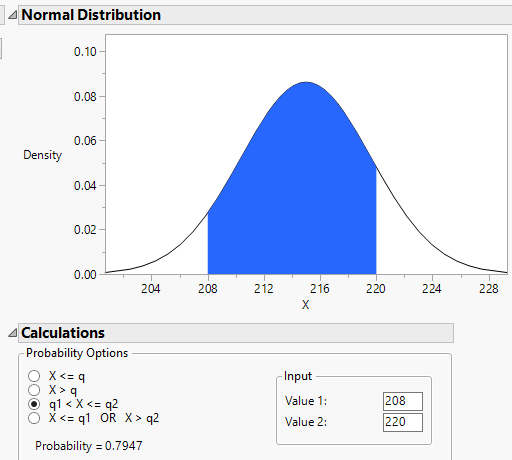 Normal Distribution
0.10
0.08
0.06
Density
0.04
0.02
0.00
204 208 212 216 220 224 228
X
Calculations
Probability Options
X <= q
X > q
q1 < X <= q2
X <= q1 OR X > q2
Probability = 0.7947
Input
Value 1: 208
Value 2: 220